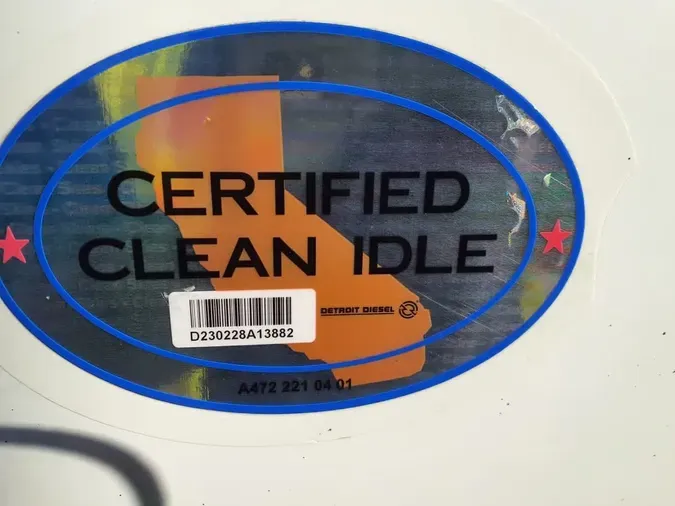 CERTIFIED
CLEAN IDLE
D230228A13882
DETROIT DIESEL
A472 221 04 01